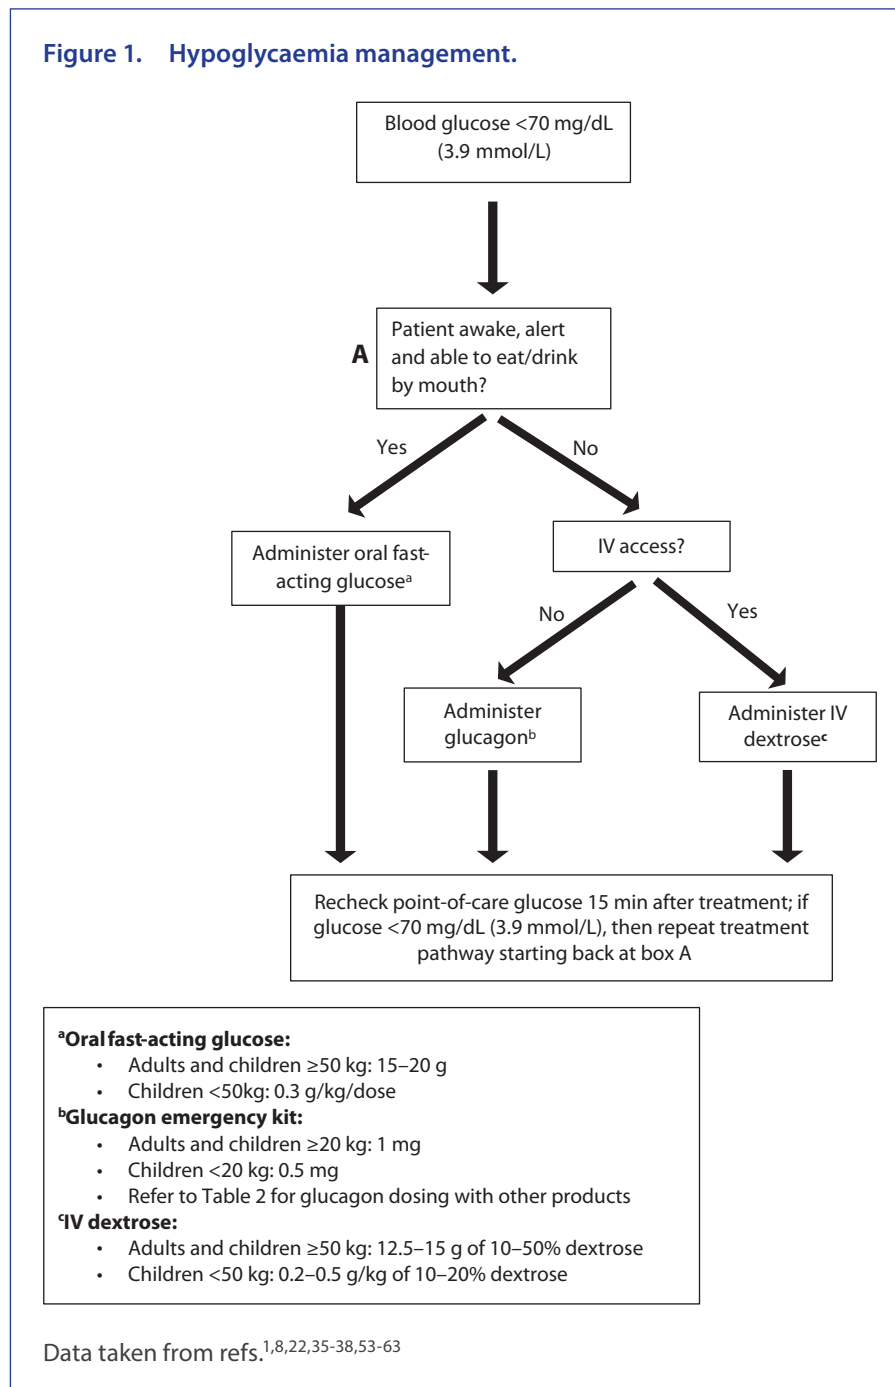 Figure 1. Hypoglycaemia management.
Blood glucose <70 mg/dL
(3.9 mmol/L)
A
Patient awake, alert
and able to eat/drink
by mouth?
Yes
No
Administer oral fast-
acting glucoseᵃ
IV access?
No
Yes
Administer
glucagonᵇ
Administer IV
dextroseᶜ
Recheck point-of-care glucose 15 min after treatment; if
glucose <70 mg/dL (3.9 mmol/L), then repeat treatment
pathway starting back at box A
ᵃOral fast-acting glucose:
• Adults and children ≥50 kg: 15–20 g
• Children <50kg: 0.3 g/kg/dose
ᵇGlucagon emergency kit:
• Adults and children ≥20 kg: 1 mg
• Children <20 kg: 0.5 mg
• Refer to Table 2 for glucagon dosing with other products
ᶜIV dextrose:
• Adults and children ≥50 kg: 12.5–15 g of 10–50% dextrose
• Children <50 kg: 0.2–0.5 g/kg of 10–20% dextrose
Data taken from refs.1,8,22,35-38,53-63